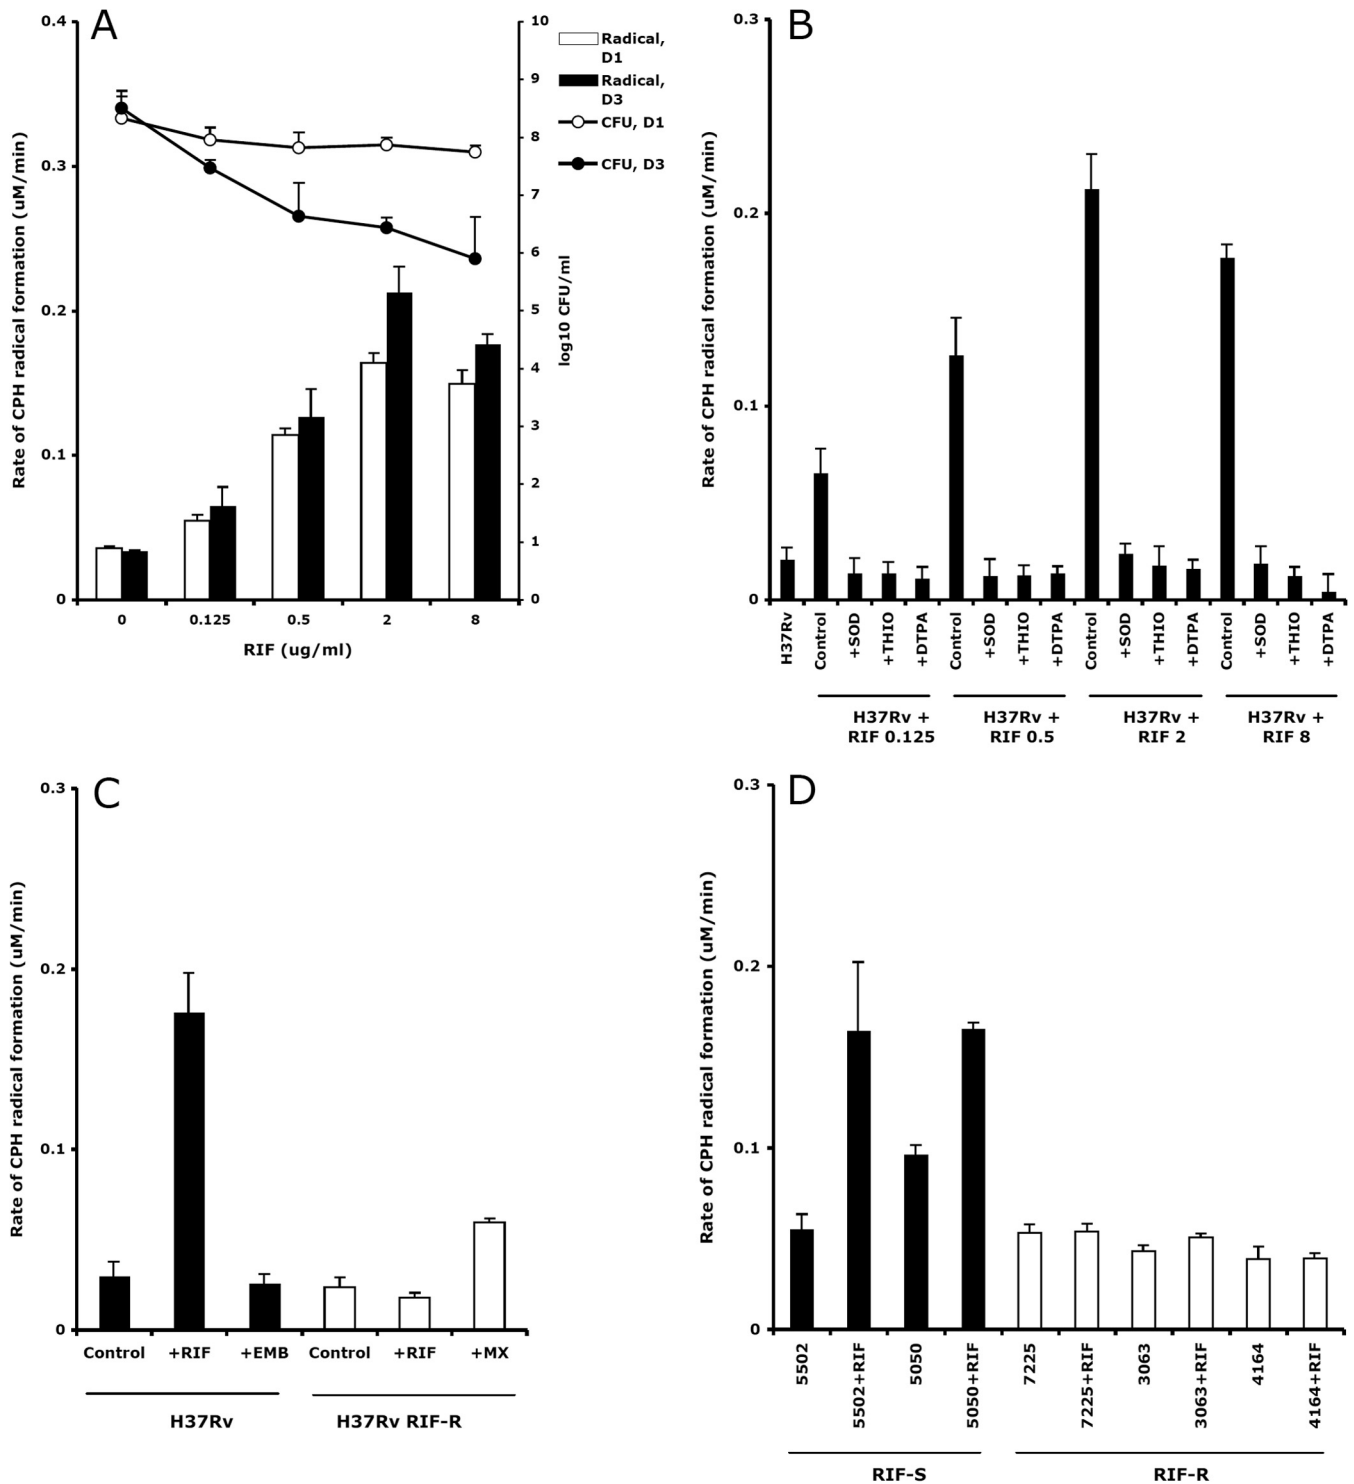 A
Rate of CPH radical formation (uM/min)
0.4
0.3
0.2
0.1
0
10
9
8
7
6
5
4
3
2
1
0
log10 CFU/ml
Radical,
D1
Radical,
D3
CFU, D1
CFU, D3
0 0.125 0.5 2 8
RIF (ug/ml)
B
Rate of CPH radical formation (uM/min)
0.3
0.2
0.1
0
H37Rv
Control
+SOD
+THIO
+DTPA
Control
+SOD
+THIO
+DTPA
Control
+SOD
+THIO
+DTPA
Control
+SOD
+THIO
+DTPA
H37Rv +
RIF 0.125
H37Rv +
RIF 0.5
H37Rv +
RIF 2
H37Rv +
RIF 8
C
Rate of CPH radical formation (uM/min)
0.3
0.2
0.1
0
Control +RIF +EMB Control +RIF +MX
H37Rv H37Rv RIF-R
D
Rate of CPH radical formation (uM/min)
0.3
0.2
0.1
0
5502
5502+RIF
5050
5050+RIF
7225
7225+RIF
3063
3063+RIF
4164
4164+RIF
RIF-S RIF-R